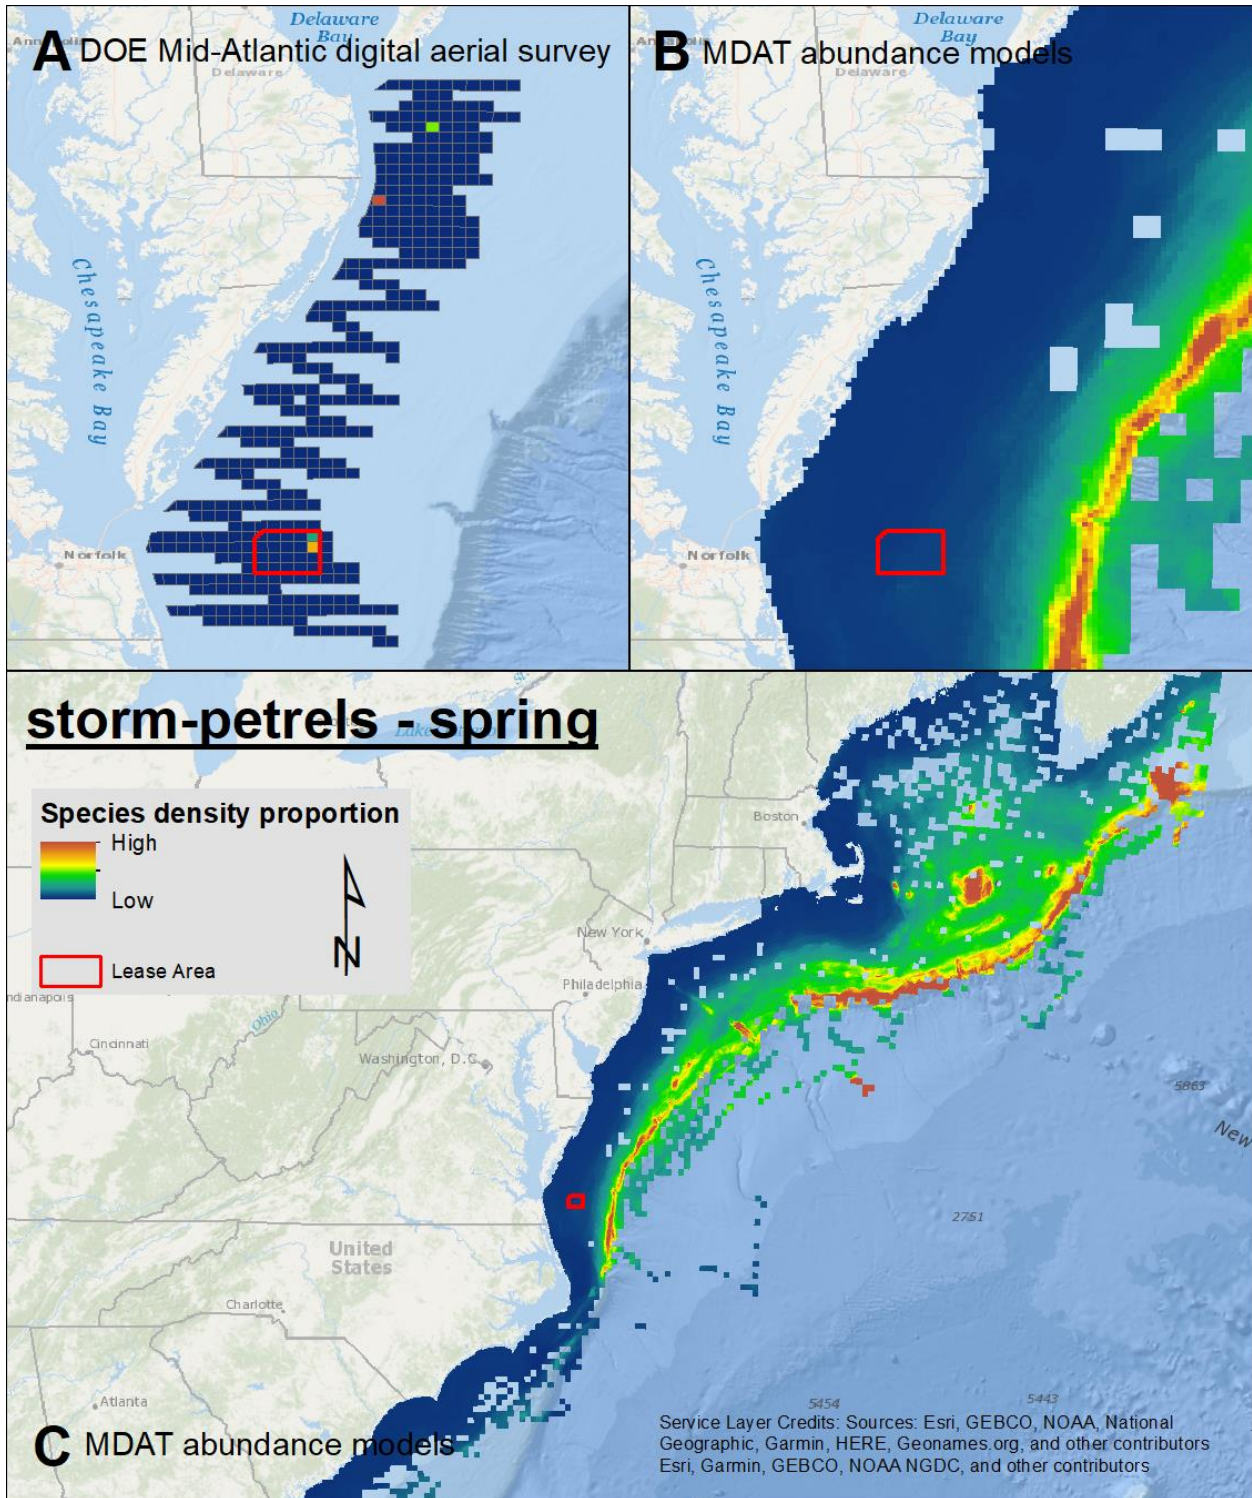 Delaware
Bay
A DOE Mid-Atlantic digital aerial survey
Delaware
Chesapeake Bay
Norfolk
Delaware
Bay
B MDAT abundance models
Delaware
Chesapeake Bay
Norfolk
storm-petrels - spring
Species density proportion
High
Low
Lease Area
N
Boston
New York
Philadelphia
Indianapolis
Ohio
Cincinnati
Washington, D.C.
5863
New
2751
United
States
Charlotte
Atlanta
5454
5443
C MDAT abundance models
Service Layer Credits: Sources: Esri, GEBCO, NOAA, National
Geographic, Garmin, HERE, Geonames.org, and other contributors
Esri, Garmin, GEBCO, NOAA NGDC, and other contributors